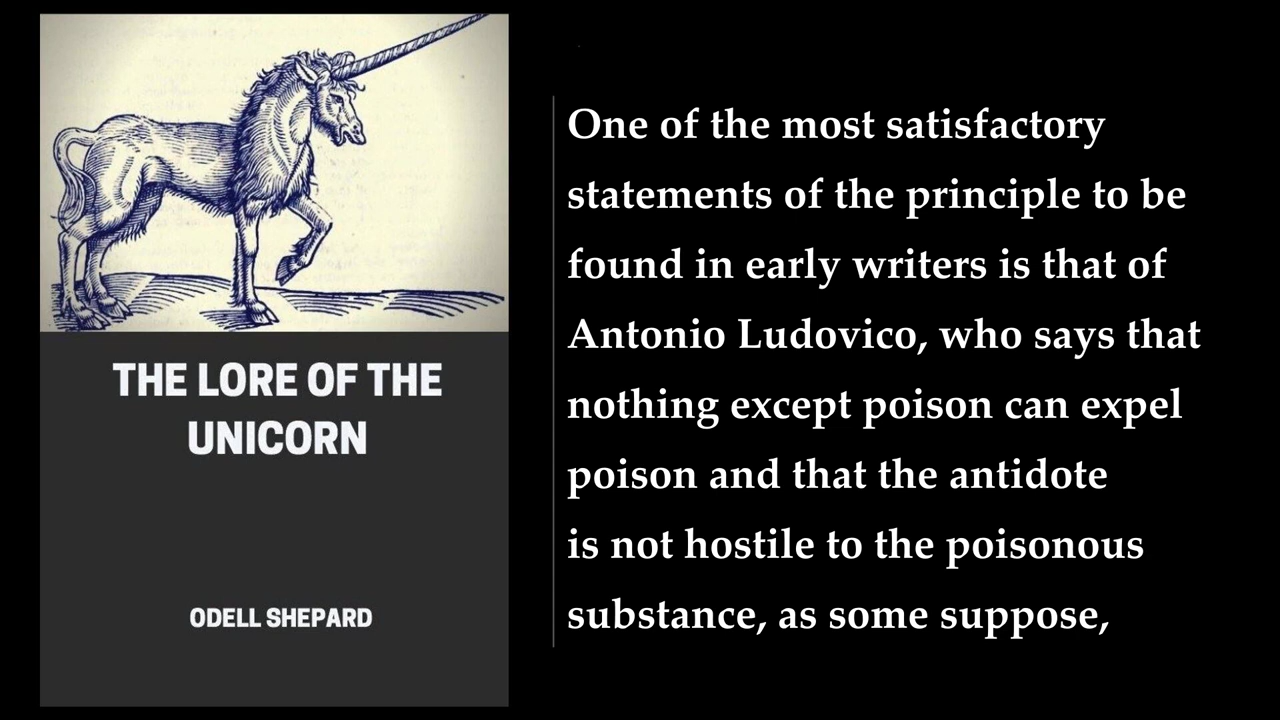 THE LORE OF THE
UNICORN
ODELL SHEPARD
One of the most satisfactory
statements of the principle to be
found in early writers is that of
Antonio Ludovico, who says that
nothing except poison can expel
poison and that the antidote
is not hostile to the poisonous
substance, as some suppose,